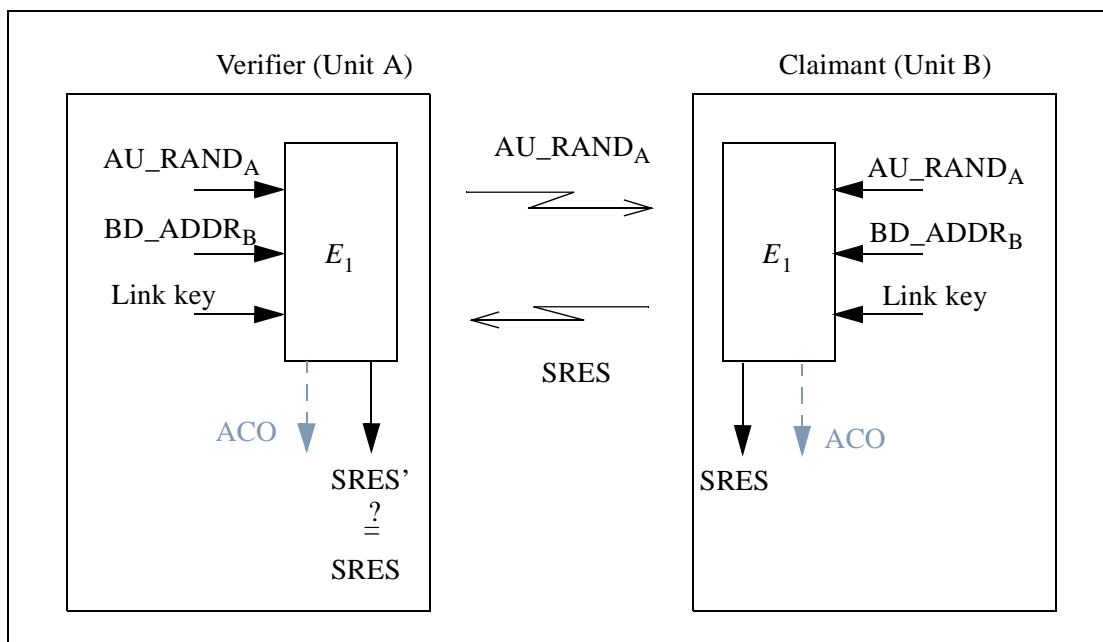 Verifier (Unit A)
Claimant (Unit B)
AU_RANDA
BD_ADDRB
Link key
E1
ACO
SRES’
?
=
SRES
AU_RANDA
SRES
AU_RANDA
BD_ADDRB
Link key
E1
SRES
ACO